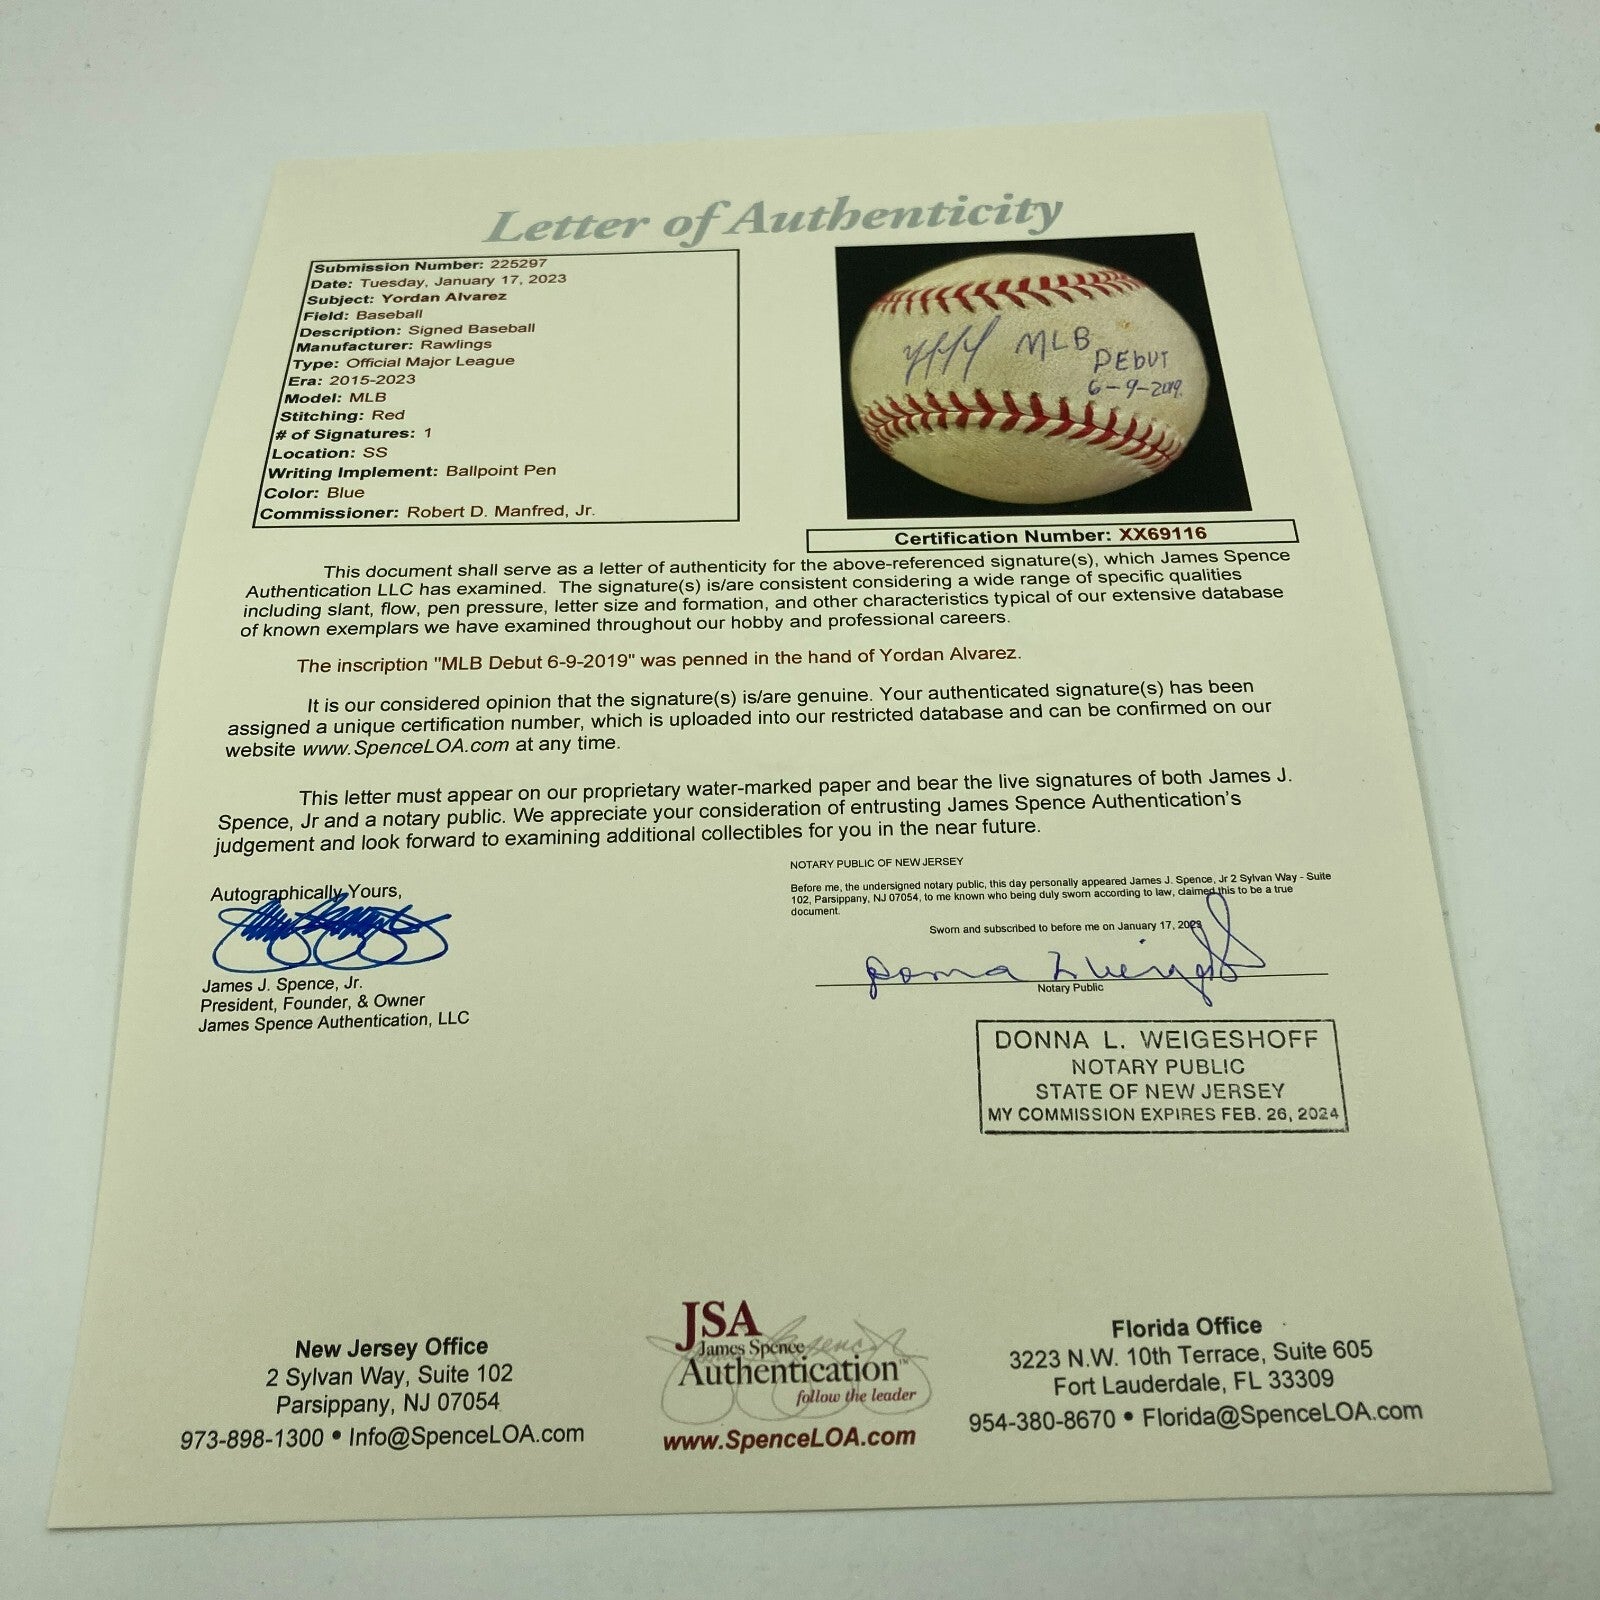 Letter of Authenticity
Submission Number: 225297
Date: Tuesday, January 17, 2023
Subject: Yordan Alvarez
Field: Baseball
Description: Signed Baseball
Manufacturer: Rawlings
Type: Official Major League
Era: 2015-2023
Model: MLB
Stitching: Red
# of Signatures: 1
Location: SS
Writing Implement: Ballpoint Pen
Color: Blue
Commissioner: Robert D. Manfred, Jr.
MLB
DEbUT
6-9-2019
Certification Number: XX69116
This document shall serve as a letter of authenticity for the above-referenced signature(s), which James Spence
Authentication LLC has examined. The signature(s) is/are consistent considering a wide range of specific qualities
including slant, flow, pen pressure, letter size and formation, and other characteristics typical of our extensive database
of known exemplars we have examined throughout our hobby and professional careers.
The inscription "MLB Debut 6-9-2019" was penned in the hand of Yordan Alvarez.
It is our considered opinion that the signature(s) is/are genuine. Your authenticated signature(s) has been
assigned a unique certification number, which is uploaded into our restricted database and can be confirmed on our
website www.SpenceLOA.com at any time.
This letter must appear on our proprietary water-marked paper and bear the live signatures of both James J.
Spence, Jr and a notary public. We appreciate your consideration of entrusting James Spence Authentication's
judgement and look forward to examining additional collectibles for you in the near future.
Autographically Yours,
James J. Spence, Jr.
President, Founder, & Owner
James Spence Authentication, LLC
NOTARY PUBLIC OF NEW JERSEY
Before me, the undersigned notary public, this day personally appeared James J. Spence, Jr 2 Sylvan Way - Suite
102, Parsippany, NJ 07054, to me known who being duly sworn according to law, claimed this to be a true
document.
Sworn and subscribed to before me on January 17, 2023
Notary Public
DONNA L. WEIGESHOFF
NOTARY PUBLIC
STATE OF NEW JERSEY
MY COMMISSION EXPIRES FEB. 26, 2024
New Jersey Office
2 Sylvan Way, Suite 102
Parsippany, NJ 07054
973-898-1300 • Info@SpenceLOA.com
JSA
James Spence
Authentication™
follow the leader
www.SpenceLOA.com
Florida Office
3223 N.W. 10th Terrace, Suite 605
Fort Lauderdale, FL 33309
954-380-8670 • Florida@SpenceLOA.com